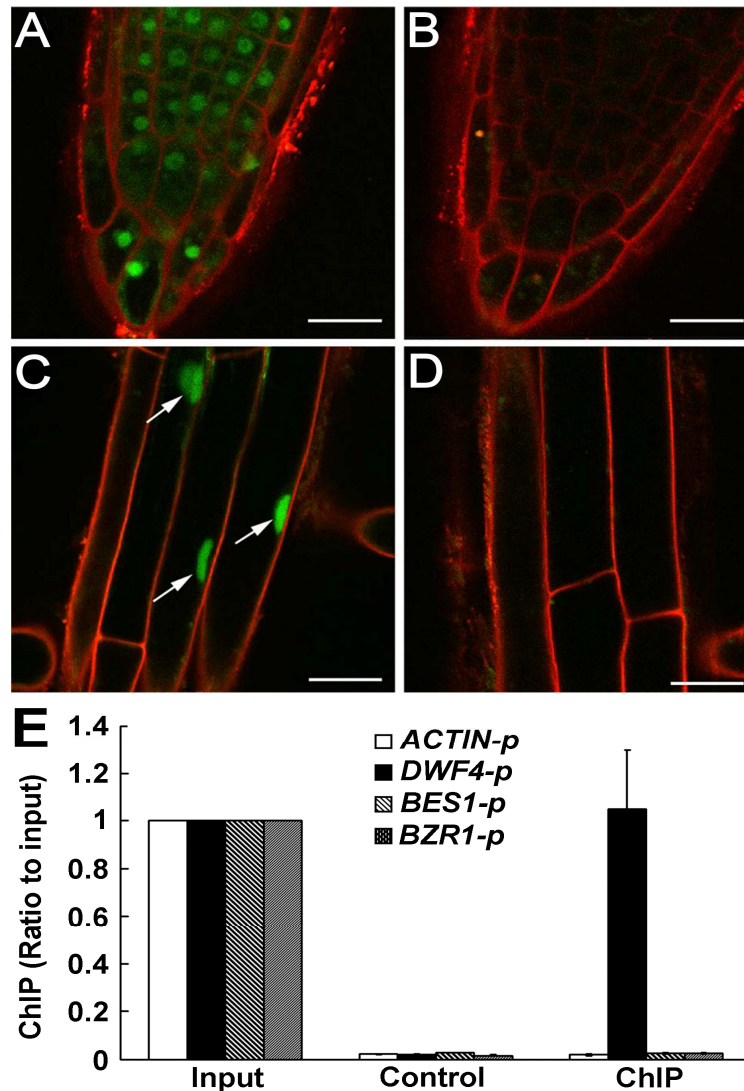 A
B
C
D
E
ChIP (Ratio to input)
1.4
1.2
1
0.8
0.6
0.4
0.2
0
ACTIN-p
DWF4-p
BES1-p
BZR1-p
Input
Control
ChIP